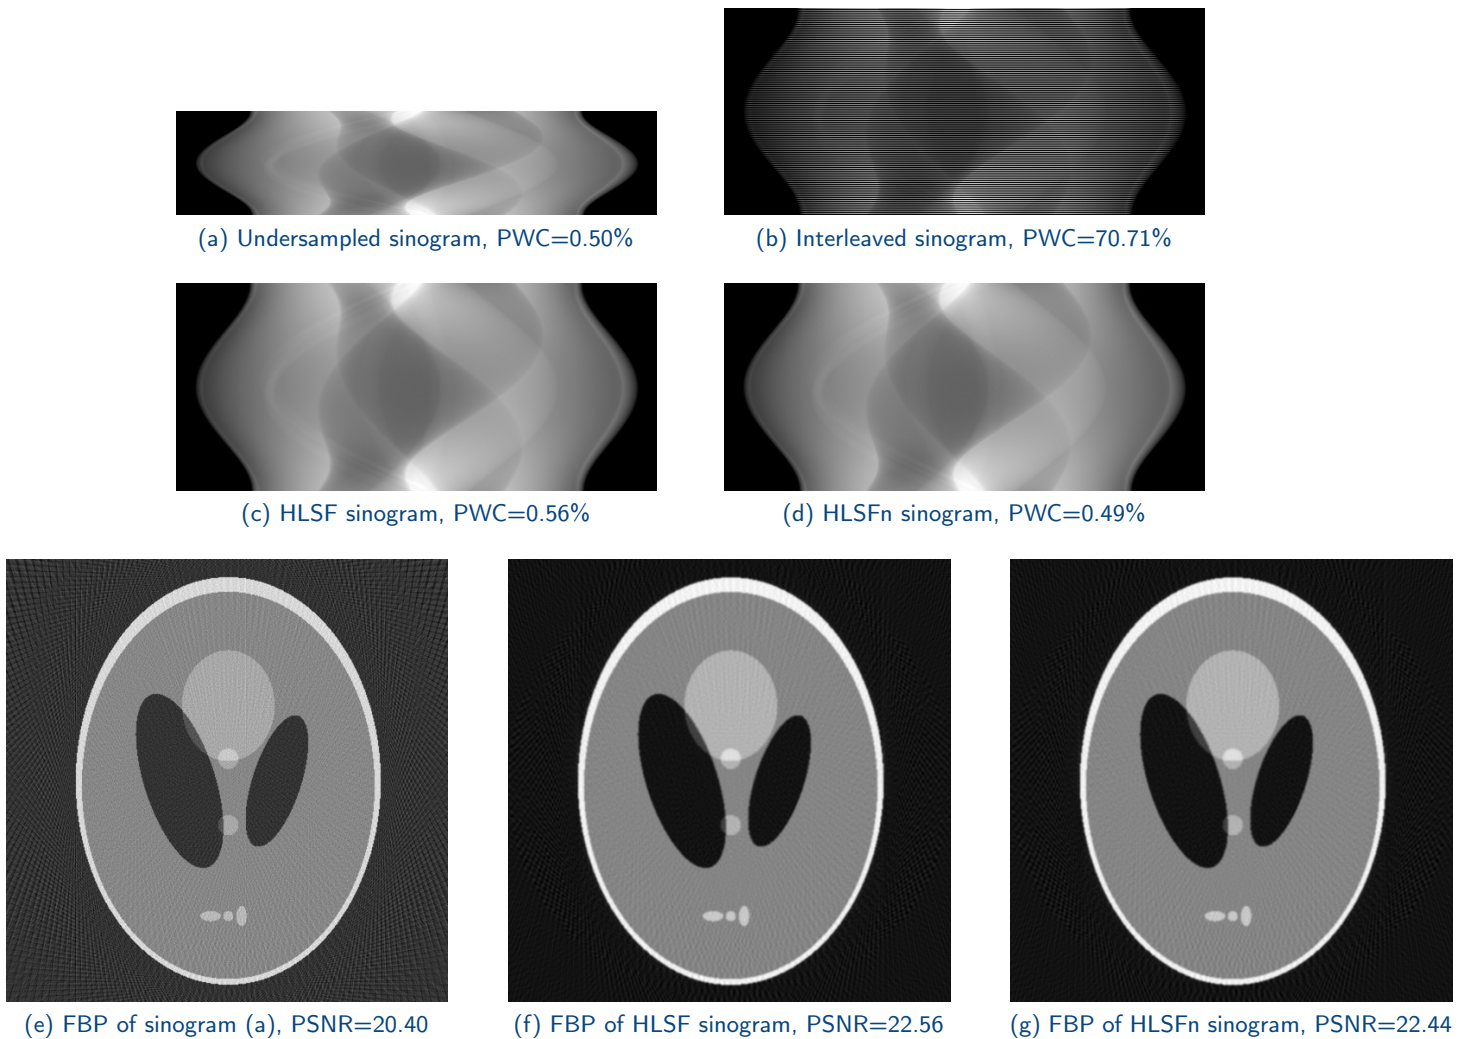 (a) Undersampled sinogram, PWC=0.50%
(b) Interleaved sinogram, PWC=70.71%
(c) HLSF sinogram, PWC=0.56%
(d) HLSFn sinogram, PWC=0.49%
(e) FBP of sinogram (a), PSNR=20.40
(f) FBP of HLSF sinogram, PSNR=22.56
(g) FBP of HLSFn sinogram, PSNR=22.44